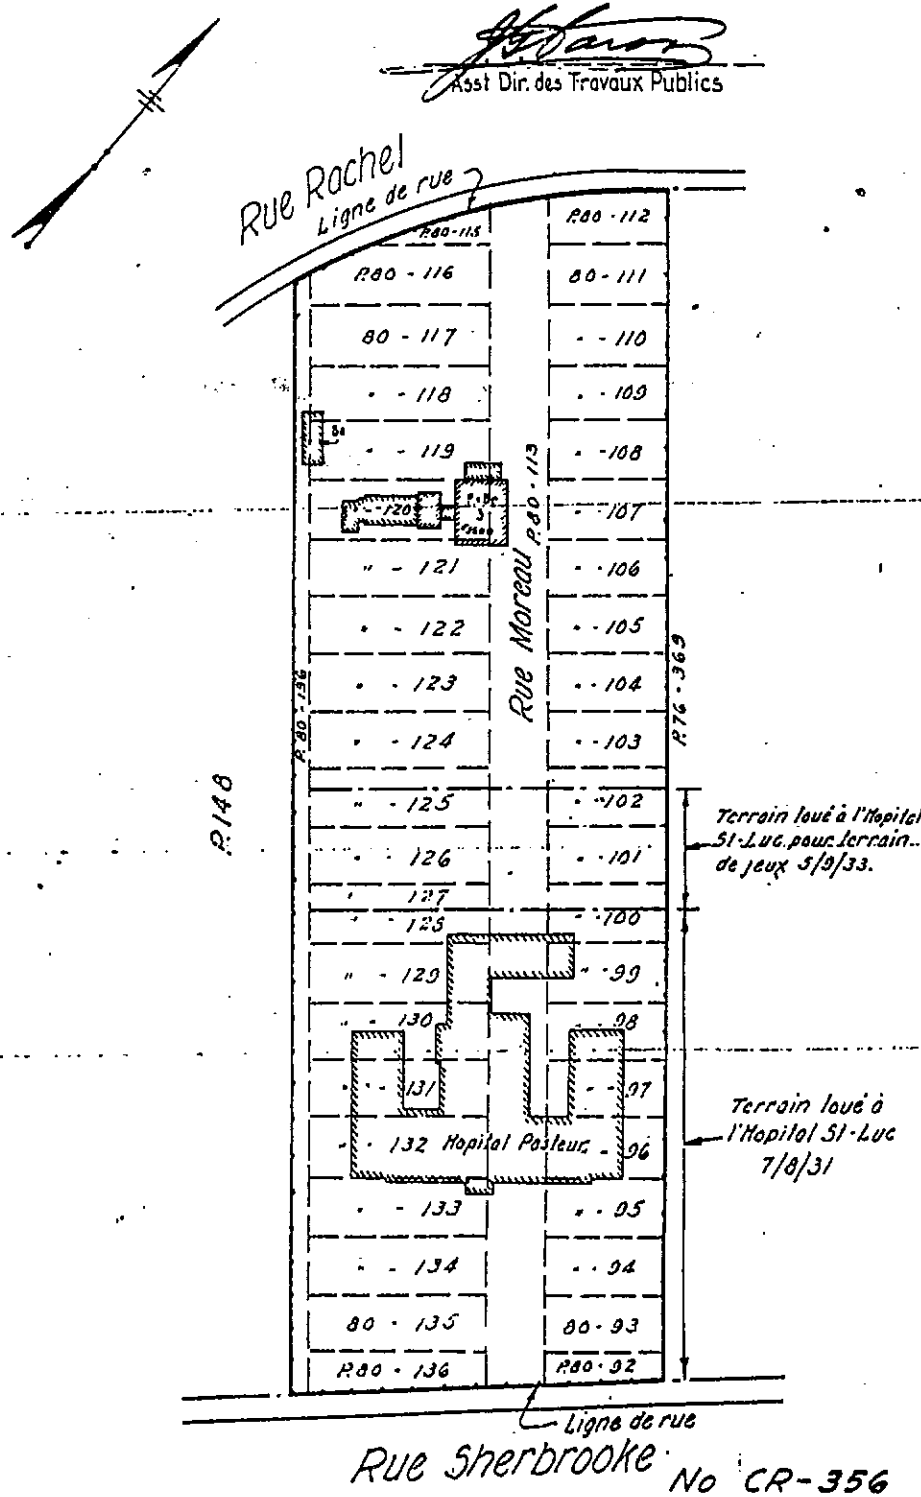 Asst Dir. des Travaux Publics
Rue Rachel
Ligne de rue
P.80-115
P.80-112
P.80 - 116
80 - 111
80 - 117
" - 110
" - 118
" - 109
" - 119
" - 108
" - 120
" - 107
" - 121
" - 106
" - 122
" - 105
" - 123
" - 104
" - 124
" - 103
" - 125
" - 102
" - 126
" - 101
" 127
" - 128
" - 100
" - 129
" - 99
" - 130
" - 98
" - 131
" - 97
" - 132
Hopital Pasteur
" - 96
" - 133
" - 95
" - 134
" - 94
80 - 135
80 - 93
P.80 - 136
P.80 - 92
Rue Moreau
P.80 - 113
P.80 - 196
P.148
P.76 - 369
Terrain loué à l'Hopital
St-Luc pour terrain
de jeux 5/9/33.
Terrain loué à
l'Hopital St-Luc
7/8/31
Ligne de rue
Rue Sherbrooke
No CR-356